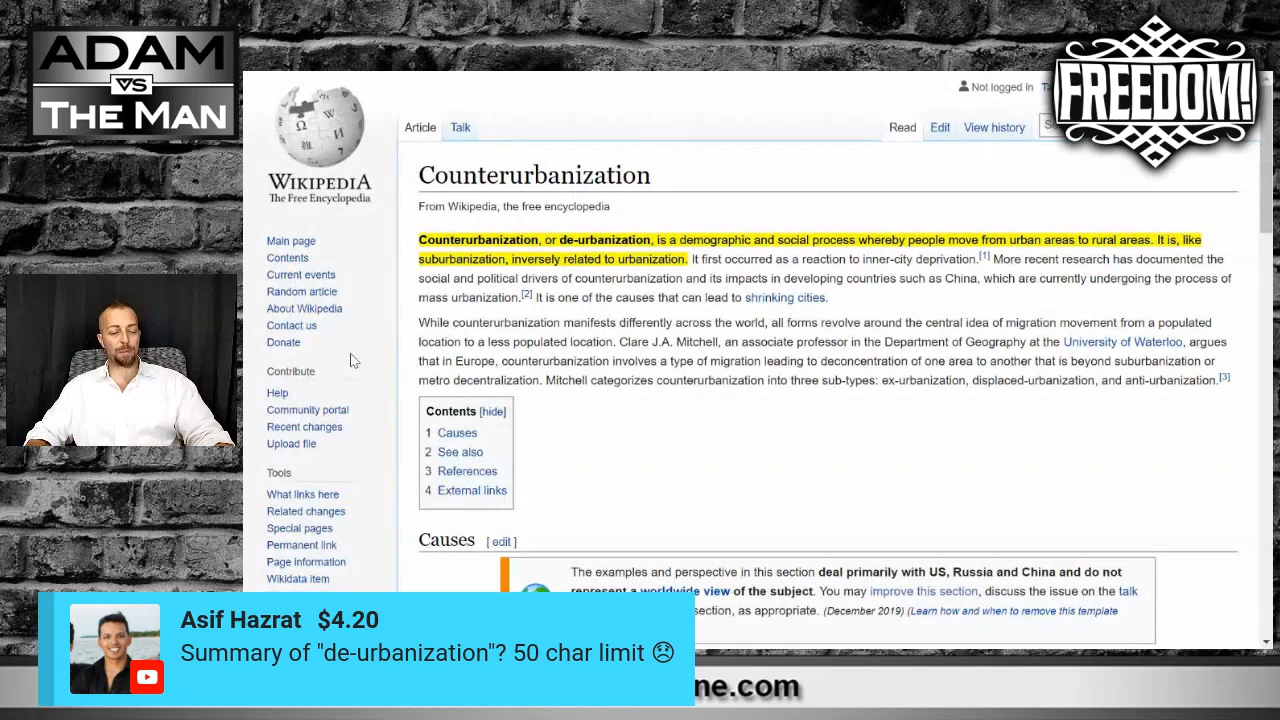 ADAM
VS
THE MAN
FREEDOM!
WIKIPEDIA
The Free Encyclopedia
Main page
Contents
Current events
Random article
About Wikipedia
Contact us
Donate
Contribute
Help
Community portal
Recent changes
Upload file
Tools
What links here
Related changes
Special pages
Permanent link
Page information
Wikidata item
Not logged in
Article Talk
Read Edit View history
Counterurbanization
From Wikipedia, the free encyclopedia
Counterurbanization, or de-urbanization, is a demographic and social process whereby people move from urban areas to rural areas. It is, like
suburbanization, inversely related to urbanization. It first occurred as a reaction to inner-city deprivation.[1] More recent research has documented the
social and political drivers of counterurbanization and its impacts in developing countries such as China, which are currently undergoing the process of
mass urbanization.[2] It is one of the causes that can lead to shrinking cities.
While counterurbanization manifests differently across the world, all forms revolve around the central idea of migration movement from a populated
location to a less populated location. Clare J.A. Mitchell, an associate professor in the Department of Geography at the University of Waterloo, argues
that in Europe, counterurbanization involves a type of migration leading to deconcentration of one area to another that is beyond suburbanization or
metro decentralization. Mitchell categorizes counterurbanization into three sub-types: ex-urbanization, displaced-urbanization, and anti-urbanization.[3]
Contents [hide]
1 Causes
2 See also
3 References
4 External links
Causes [ edit ]
The examples and perspective in this section deal primarily with US, Russia and China and do not
represent a worldwide view of the subject. You may improve this section, discuss the issue on the talk
section, as appropriate. (December 2019) (Learn how and when to remove this template
Asif Hazrat $4.20
Summary of "de-urbanization"? 50 char limit 😞
me.com